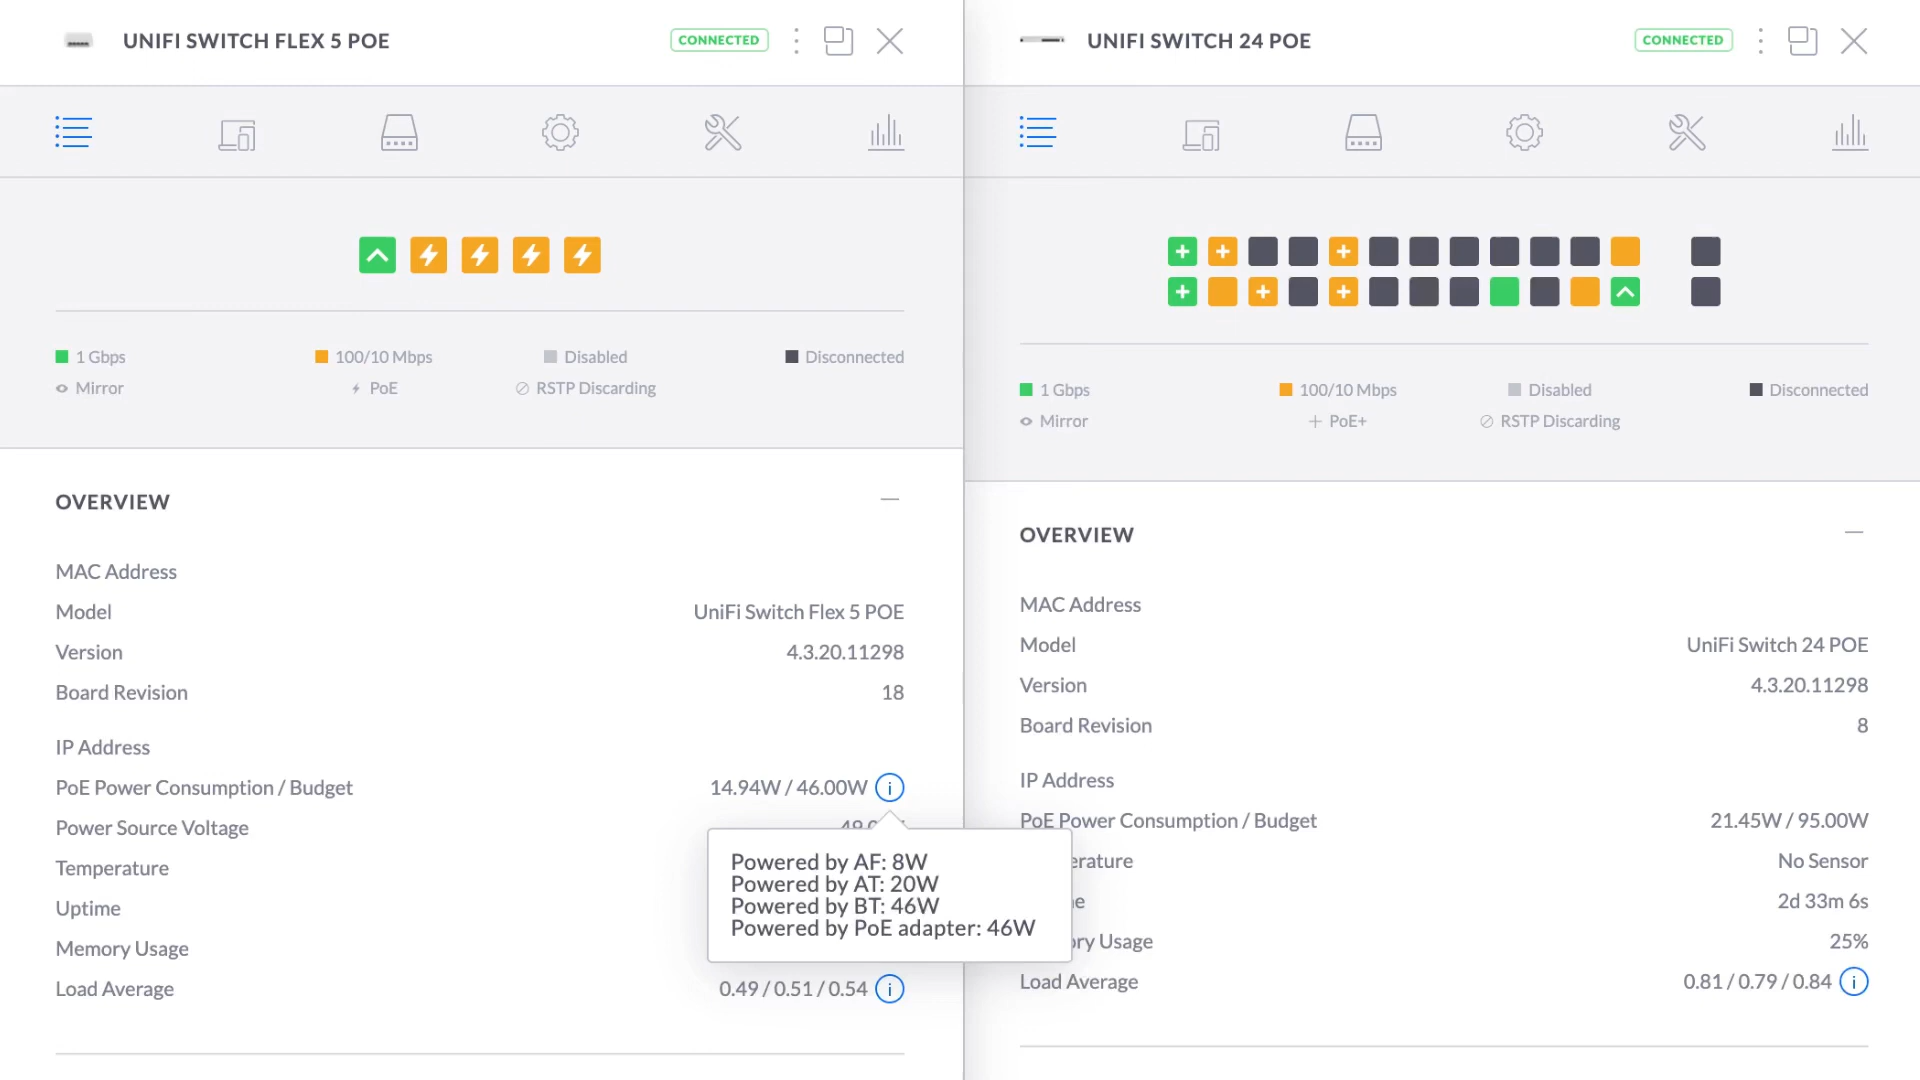 UNIFI SWITCH FLEX 5 POE
CONNECTED
1 Gbps
100/10 Mbps
Disabled
Disconnected
Mirror
PoE
RSTP Discarding
OVERVIEW
MAC Address
Model UniFi Switch Flex 5 POE
Version 4.3.20.11298
Board Revision 18
IP Address
PoE Power Consumption / Budget 14.94W / 46.00W
Power Source Voltage
Temperature
Uptime
Memory Usage
Load Average 0.49 / 0.51 / 0.54
Powered by AF: 8W
Powered by AT: 20W
Powered by BT: 46W
Powered by PoE adapter: 46W
UNIFI SWITCH 24 POE
CONNECTED
1 Gbps
100/10 Mbps
Disabled
Disconnected
Mirror
PoE+
RSTP Discarding
OVERVIEW
MAC Address
Model UniFi Switch 24 POE
Version 4.3.20.11298
Board Revision 8
IP Address
PoE Power Consumption / Budget 21.45W / 95.00W
erature No Sensor
e 2d 33m 6s
ory Usage 25%
Load Average 0.81 / 0.79 / 0.84